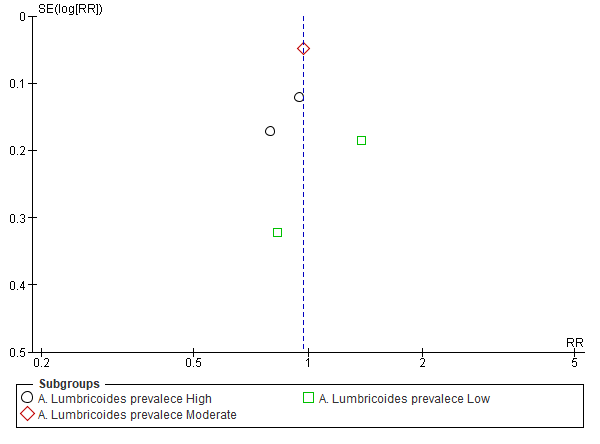 SE(log[RR])
0
0.1
0.2
0.3
0.4
0.5
RR
0.2 0.5 1 2 5
Subgroups
A. Lumbricoides prevalece High A. Lumbricoides prevalece Low
A. Lumbricoides prevalece Moderate